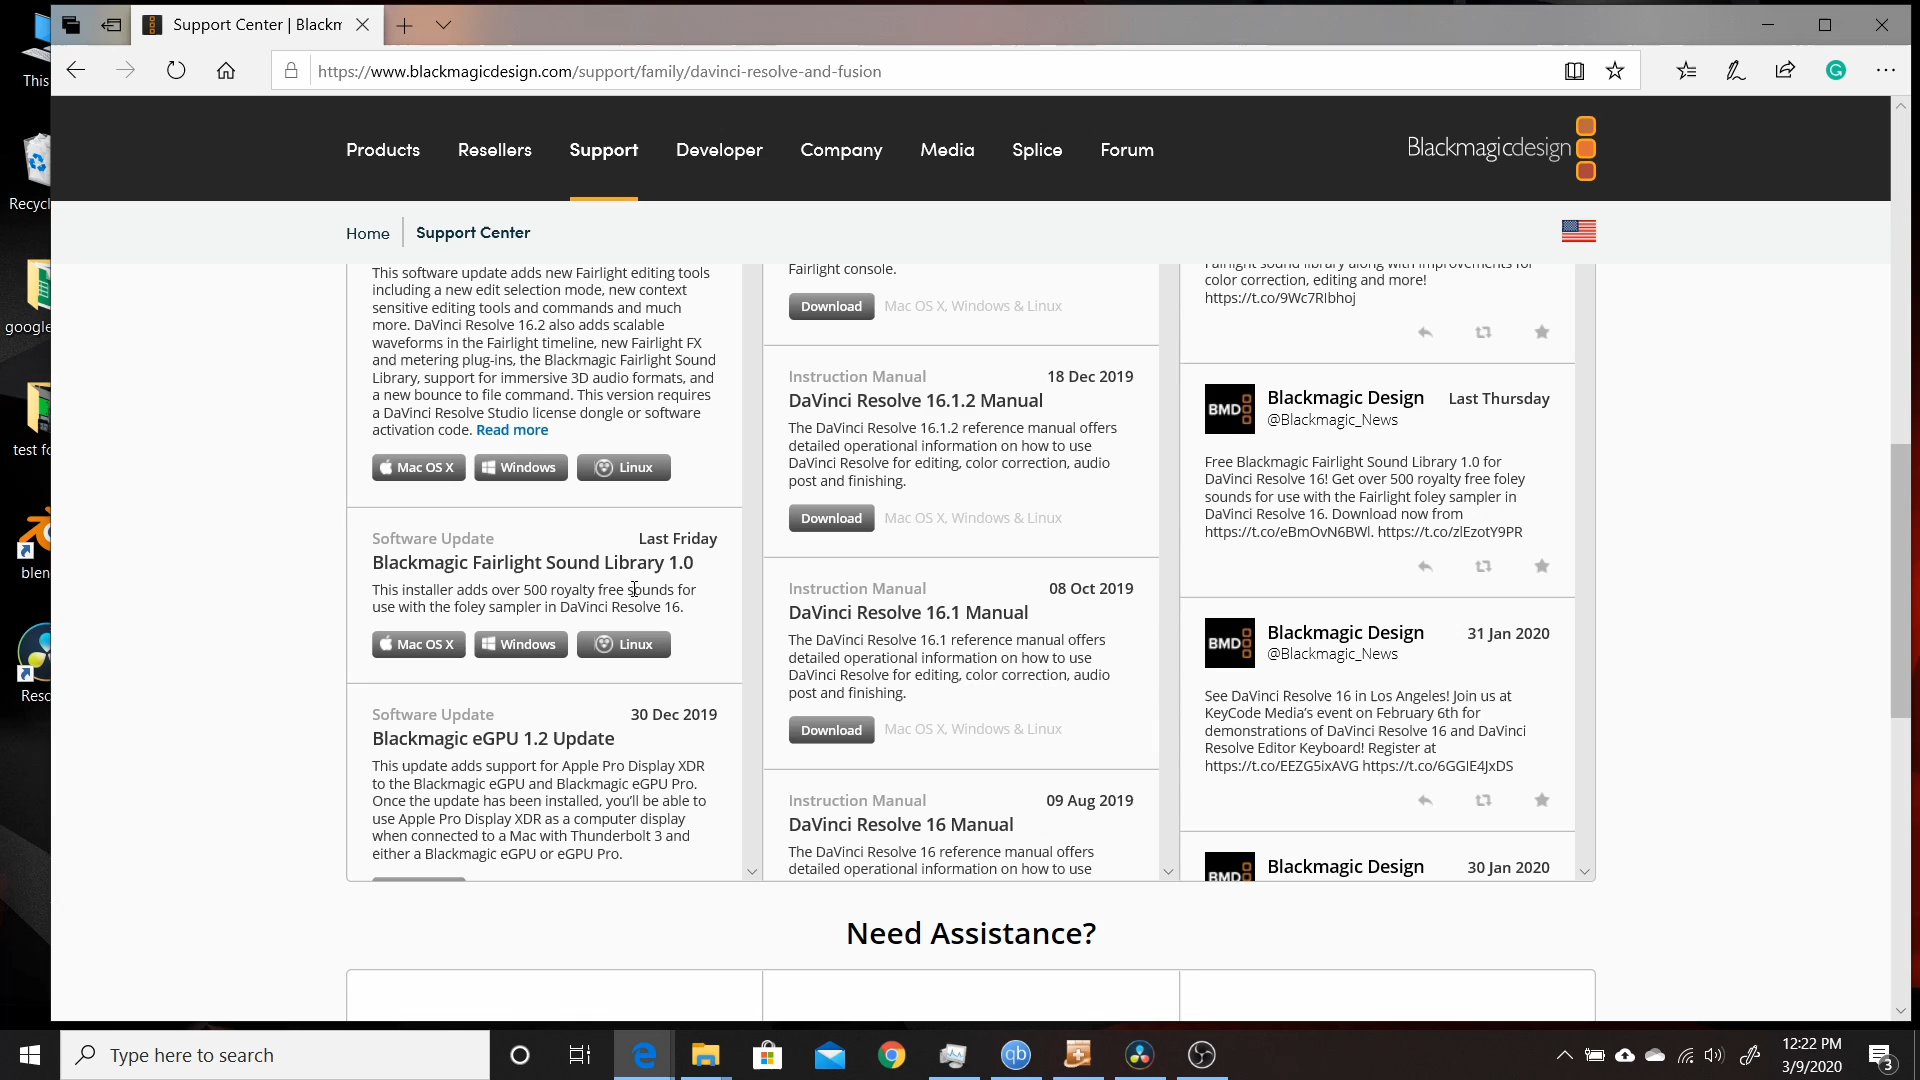 This
Recycl
google
test fo
blen
Resc
Support Center | Blackm
https://www.blackmagicdesign.com/support/family/davinci-resolve-and-fusion
Products Resellers Support Developer Company Media Splice Forum
Blackmagicdesign
Home Support Center
This software update adds new Fairlight editing tools
including a new edit selection mode, new context
sensitive editing tools and commands and much
more. DaVinci Resolve 16.2 also adds scalable
waveforms in the Fairlight timeline, new Fairlight FX
and metering plug-ins, the Blackmagic Fairlight Sound
Library, support for immersive 3D audio formats, and
a new bounce to file command. This version requires
a DaVinci Resolve Studio license dongle or software
activation code. Read more
Mac OS X Windows Linux
Software Update Last Friday
Blackmagic Fairlight Sound Library 1.0
This installer adds over 500 royalty free sounds for
use with the foley sampler in DaVinci Resolve 16.
Mac OS X Windows Linux
Software Update 30 Dec 2019
Blackmagic eGPU 1.2 Update
This update adds support for Apple Pro Display XDR
to the Blackmagic eGPU and Blackmagic eGPU Pro.
Once the update has been installed, you'll be able to
use Apple Pro Display XDR as a computer display
when connected to a Mac with Thunderbolt 3 and
either a Blackmagic eGPU or eGPU Pro.
Fairlight console.
Download Mac OS X, Windows & Linux
Instruction Manual 18 Dec 2019
DaVinci Resolve 16.1.2 Manual
The DaVinci Resolve 16.1.2 reference manual offers
detailed operational information on how to use
DaVinci Resolve for editing, color correction, audio
post and finishing.
Download Mac OS X, Windows & Linux
Instruction Manual 08 Oct 2019
DaVinci Resolve 16.1 Manual
The DaVinci Resolve 16.1 reference manual offers
detailed operational information on how to use
DaVinci Resolve for editing, color correction, audio
post and finishing.
Download Mac OS X, Windows & Linux
Instruction Manual 09 Aug 2019
DaVinci Resolve 16 Manual
The DaVinci Resolve 16 reference manual offers
detailed operational information on how to use
Fairlight sound library along with improvements for
color correction, editing and more!
https://t.co/9Wc7RIbhoj
BMD Blackmagic Design Last Thursday
@Blackmagic_News
Free Blackmagic Fairlight Sound Library 1.0 for
DaVinci Resolve 16! Get over 500 royalty free foley
sounds for use with the Fairlight foley sampler in
DaVinci Resolve 16. Download now from
https://t.co/eBmOvN6BWl. https://t.co/zlEzotY9PR
BMD Blackmagic Design 31 Jan 2020
@Blackmagic_News
See DaVinci Resolve 16 in Los Angeles! Join us at
KeyCode Media's event on February 6th for
demonstrations of DaVinci Resolve 16 and DaVinci
Resolve Editor Keyboard! Register at
https://t.co/EEZG5ixAVG https://t.co/6GGIE4JxDS
BMD Blackmagic Design 30 Jan 2020
Need Assistance?
Type here to search
qb
12:22 PM
3/9/2020
3